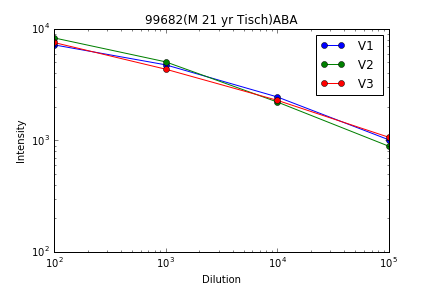 99682(M 21 yr Tisch)ABA
10^4
10^3
10^2
Intensity
V1
V2
V3
10^2 10^3 10^4 10^5
Dilution